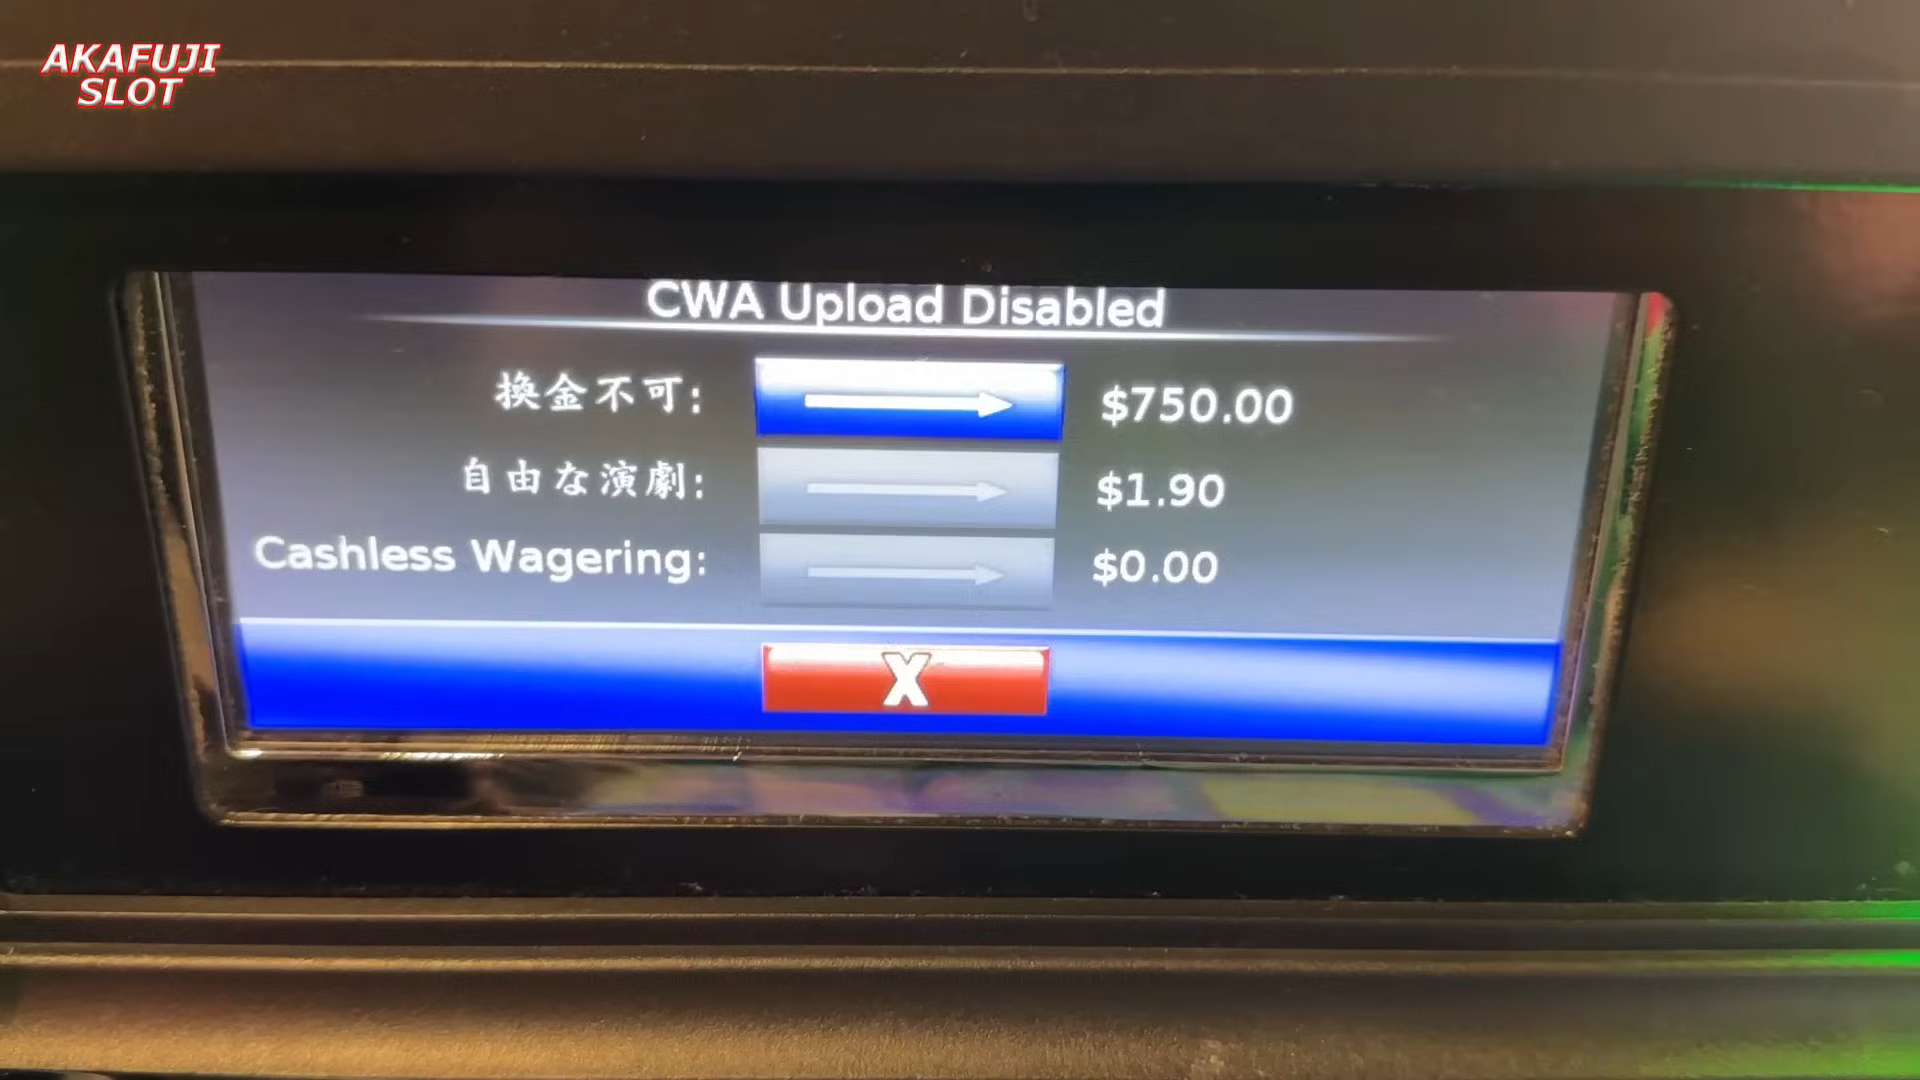 AKAFUJI
SLOT
CWA Upload Disabled
換金不可: $750.00
自由な演劇: $1.90
Cashless Wagering: $0.00
X